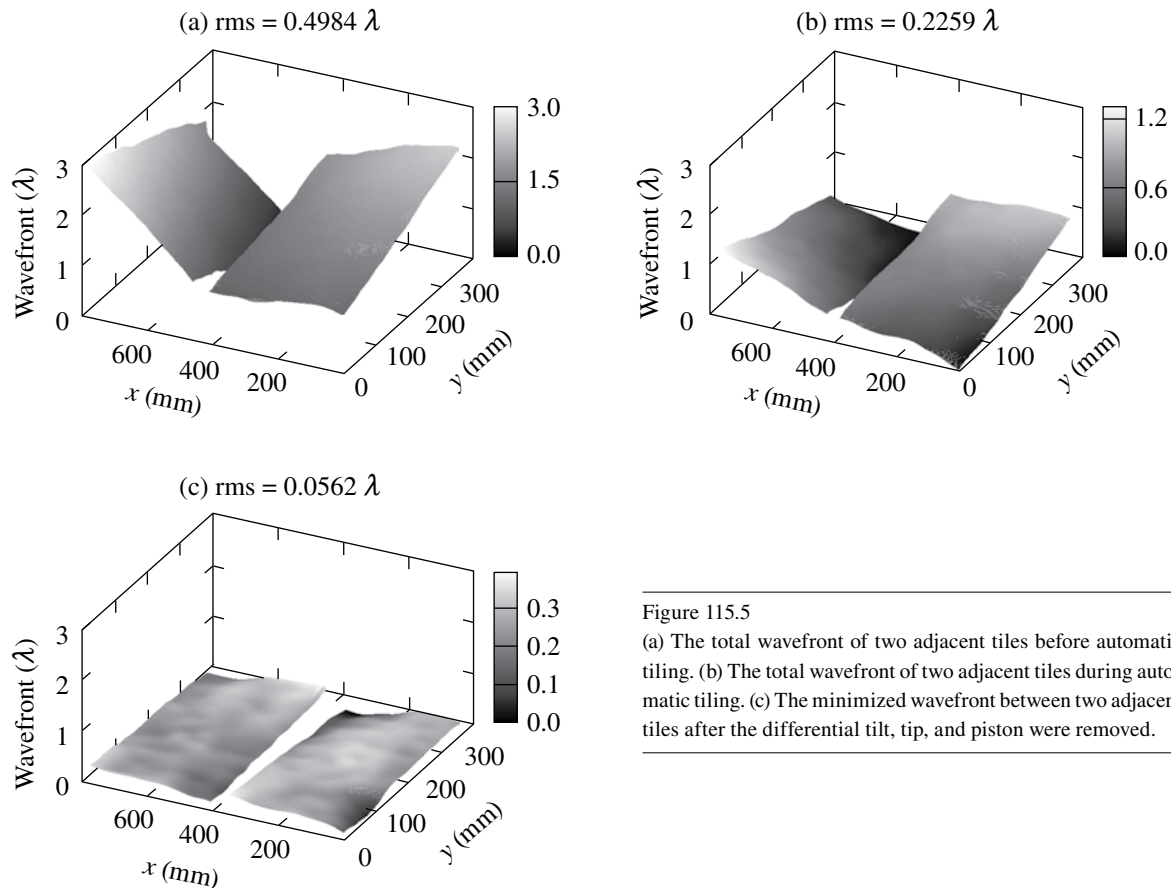 (a) rms = 0.4984 λ
Wavefront (λ)
3
2
1
0
600
400
200
x (mm)
0
100
200
300
y (mm)
3.0
1.5
0.0
(b) rms = 0.2259 λ
Wavefront (λ)
3
2
1
0
600
400
200
x (mm)
0
100
200
300
y (mm)
1.2
0.6
0.0
(c) rms = 0.0562 λ
Wavefront (λ)
3
2
1
0
600
400
200
x (mm)
0
100
200
300
y (mm)
0.3
0.2
0.1
0.0
Figure 115.5
(a) The total wavefront of two adjacent tiles before automati
tiling. (b) The total wavefront of two adjacent tiles during auto
matic tiling. (c) The minimized wavefront between two adjacen
tiles after the differential tilt, tip, and piston were removed.